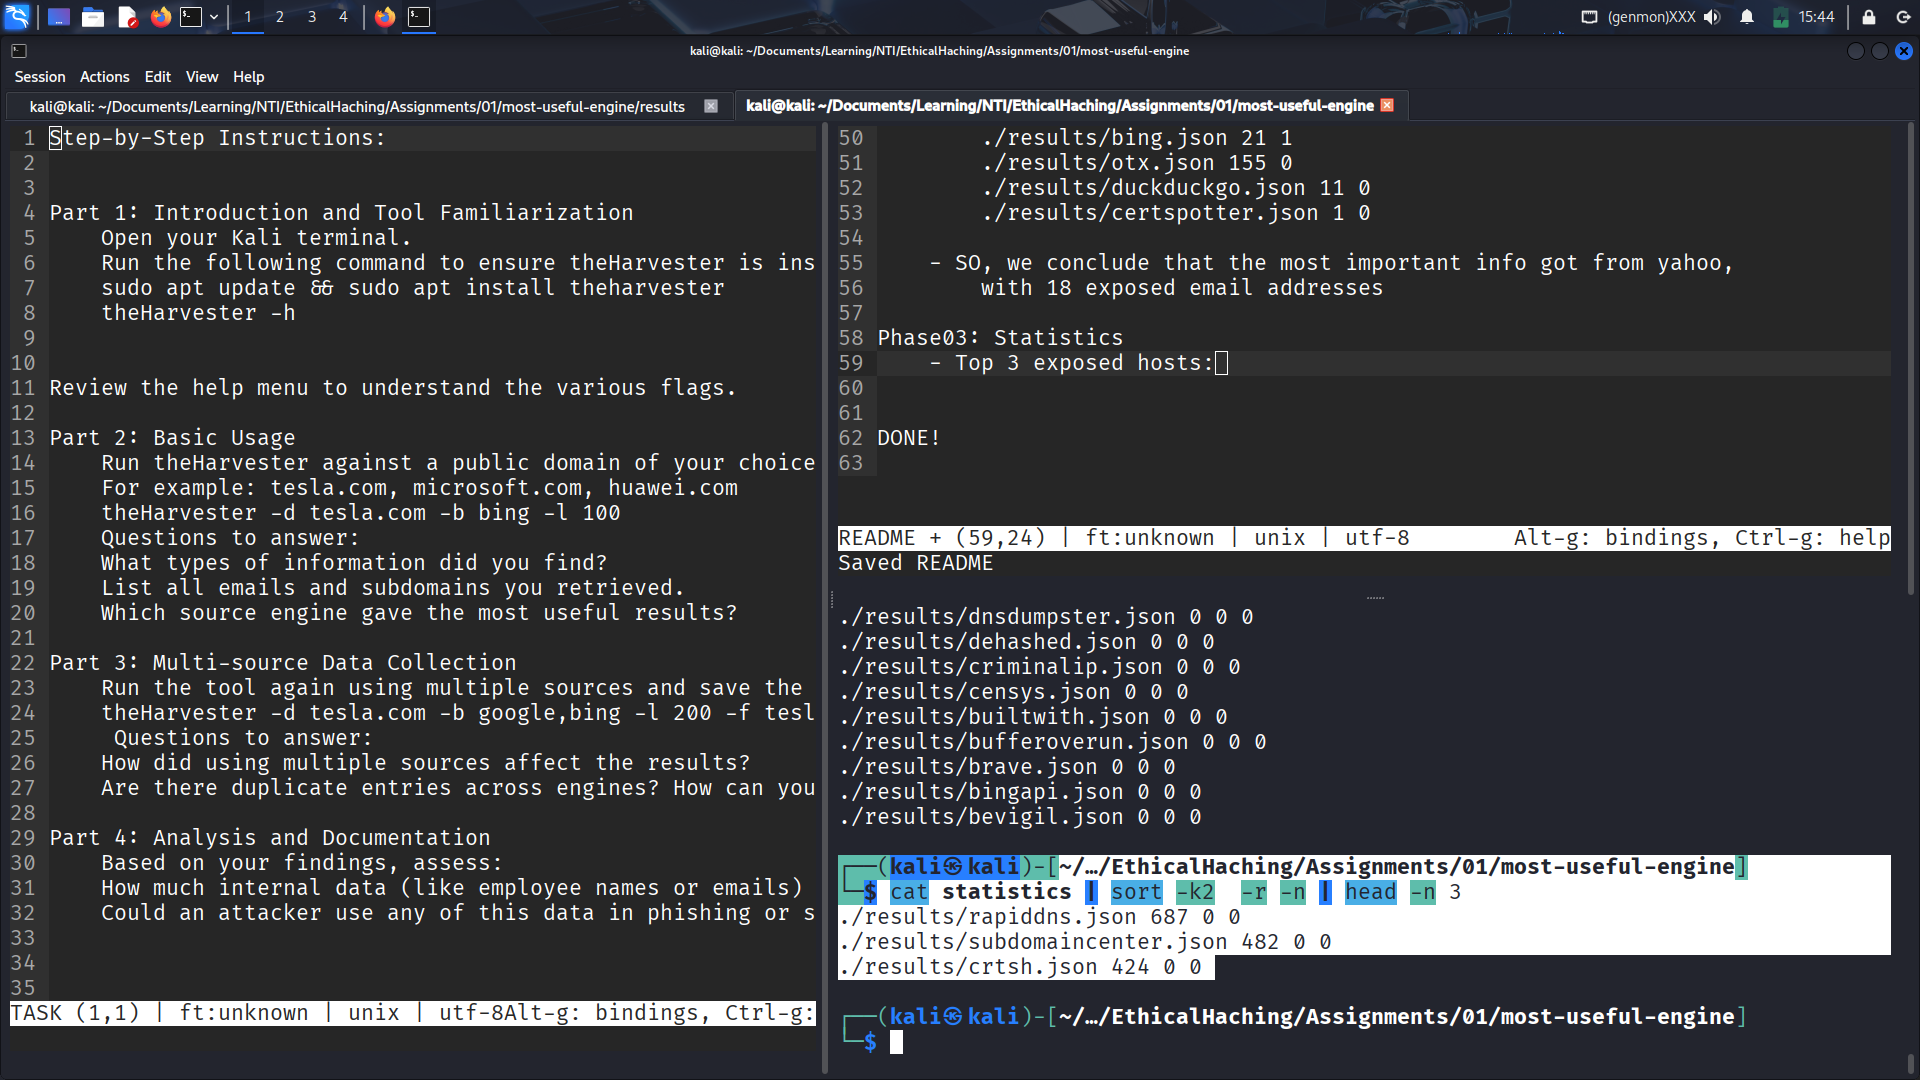 1 2 3 4 (genmon)XXX 15:44
kali@kali: ~/Documents/Learning/NTI/EthicalHaching/Assignments/01/most-useful-engine
Session Actions Edit View Help
kali@kali: ~/Documents/Learning/NTI/EthicalHaching/Assignments/01/most-useful-engine/results
kali@kali: ~/Documents/Learning/NTI/EthicalHaching/Assignments/01/most-useful-engine
1 Step-by-Step Instructions:
2
3
4 Part 1: Introduction and Tool Familiarization
5     Open your Kali terminal.
6     Run the following command to ensure theHarvester is ins
7     sudo apt update && sudo apt install theharvester
8     theHarvester -h
9
10
11 Review the help menu to understand the various flags.
12
13 Part 2: Basic Usage
14     Run theHarvester against a public domain of your choice
15     For example: tesla.com, microsoft.com, huawei.com
16     theHarvester -d tesla.com -b bing -l 100
17     Questions to answer:
18     What types of information did you find?
19     List all emails and subdomains you retrieved.
20     Which source engine gave the most useful results?
21
22 Part 3: Multi-source Data Collection
23     Run the tool again using multiple sources and save the
24     theHarvester -d tesla.com -b google,bing -l 200 -f tesl
25      Questions to answer:
26     How did using multiple sources affect the results?
27     Are there duplicate entries across engines? How can you
28
29 Part 4: Analysis and Documentation
30     Based on your findings, assess:
31     How much internal data (like employee names or emails)
32     Could an attacker use any of this data in phishing or s
33
34
35
TASK (1,1) | ft:unknown | unix | utf-8Alt-g: bindings, Ctrl-g:
50         ./results/bing.json 21 1
51         ./results/otx.json 155 0
52         ./results/duckduckgo.json 11 0
53         ./results/certspotter.json 1 0
54
55     - SO, we conclude that the most important info got from yahoo,
56         with 18 exposed email addresses
57
58 Phase03: Statistics
59     - Top 3 exposed hosts:
60
61
62 DONE!
63
README + (59,24) | ft:unknown | unix | utf-8 Alt-g: bindings, Ctrl-g: help
Saved README
./results/dnsdumpster.json 0 0 0
./results/dehashed.json 0 0 0
./results/criminalip.json 0 0 0
./results/censys.json 0 0 0
./results/builtwith.json 0 0 0
./results/bufferoverun.json 0 0 0
./results/brave.json 0 0 0
./results/bingapi.json 0 0 0
./results/bevigil.json 0 0 0
┌──(kali㉿kali)-[~/…/EthicalHaching/Assignments/01/most-useful-engine]
└─$ cat statistics | sort -k2  -r -n | head -n 3
./results/rapiddns.json 687 0 0
./results/subdomaincenter.json 482 0 0
./results/crtsh.json 424 0 0
┌──(kali㉿kali)-[~/…/EthicalHaching/Assignments/01/most-useful-engine]
└─$